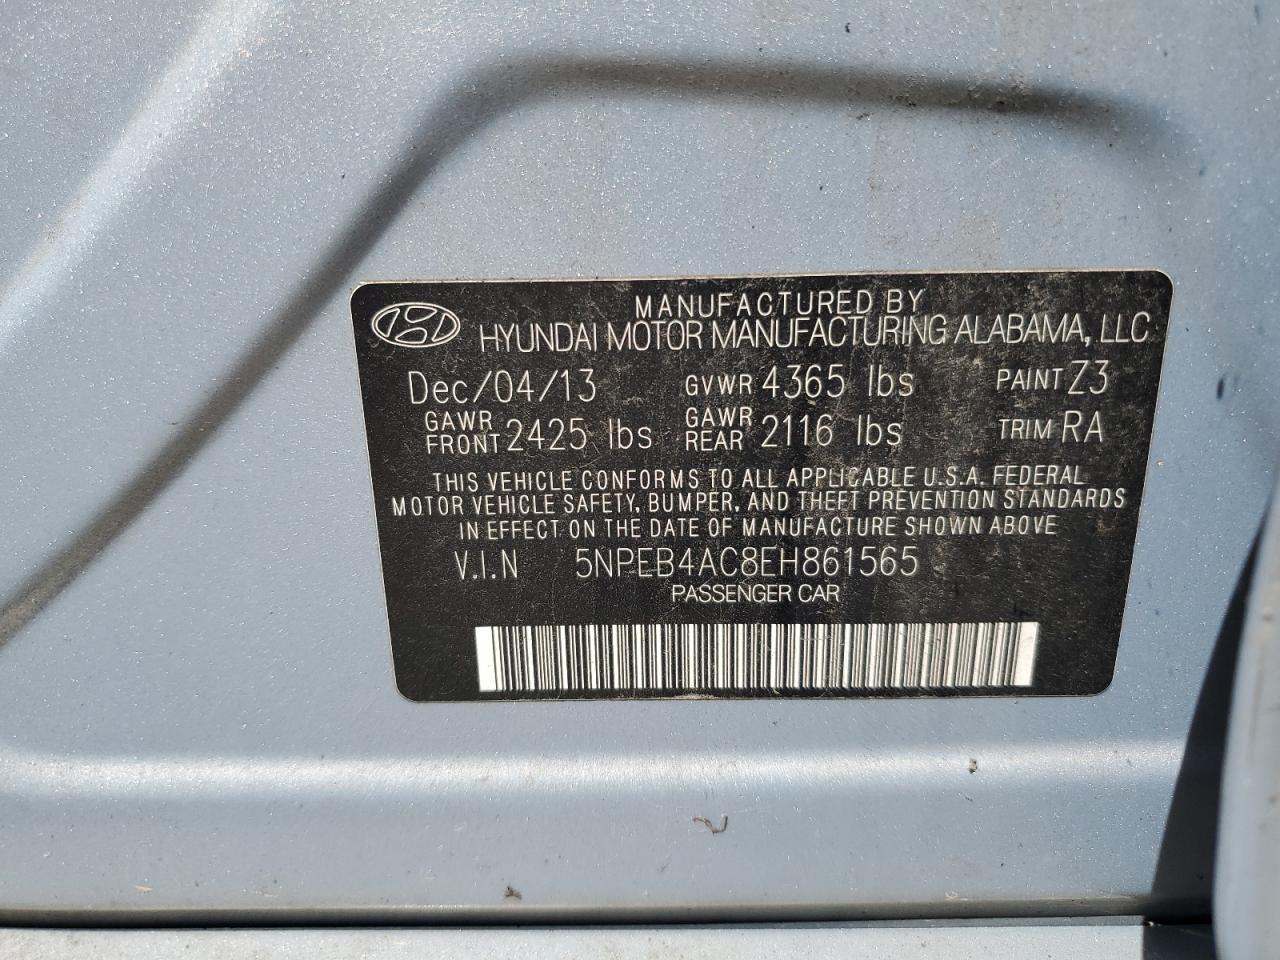 MANUFACTURED BY
HYUNDAI MOTOR MANUFACTURING ALABAMA, LLC
Dec/04/13 GVWR 4365 lbs PAINT Z3
GAWR FRONT 2425 lbs GAWR REAR 2116 lbs TRIM RA
THIS VEHICLE CONFORMS TO ALL APPLICABLE U.S.A. FEDERAL
MOTOR VEHICLE SAFETY, BUMPER, AND THEFT PREVENTION STANDARDS
IN EFFECT ON THE DATE OF MANUFACTURE SHOWN ABOVE
V.I.N 5NPEB4AC8EH861565
PASSENGER CAR